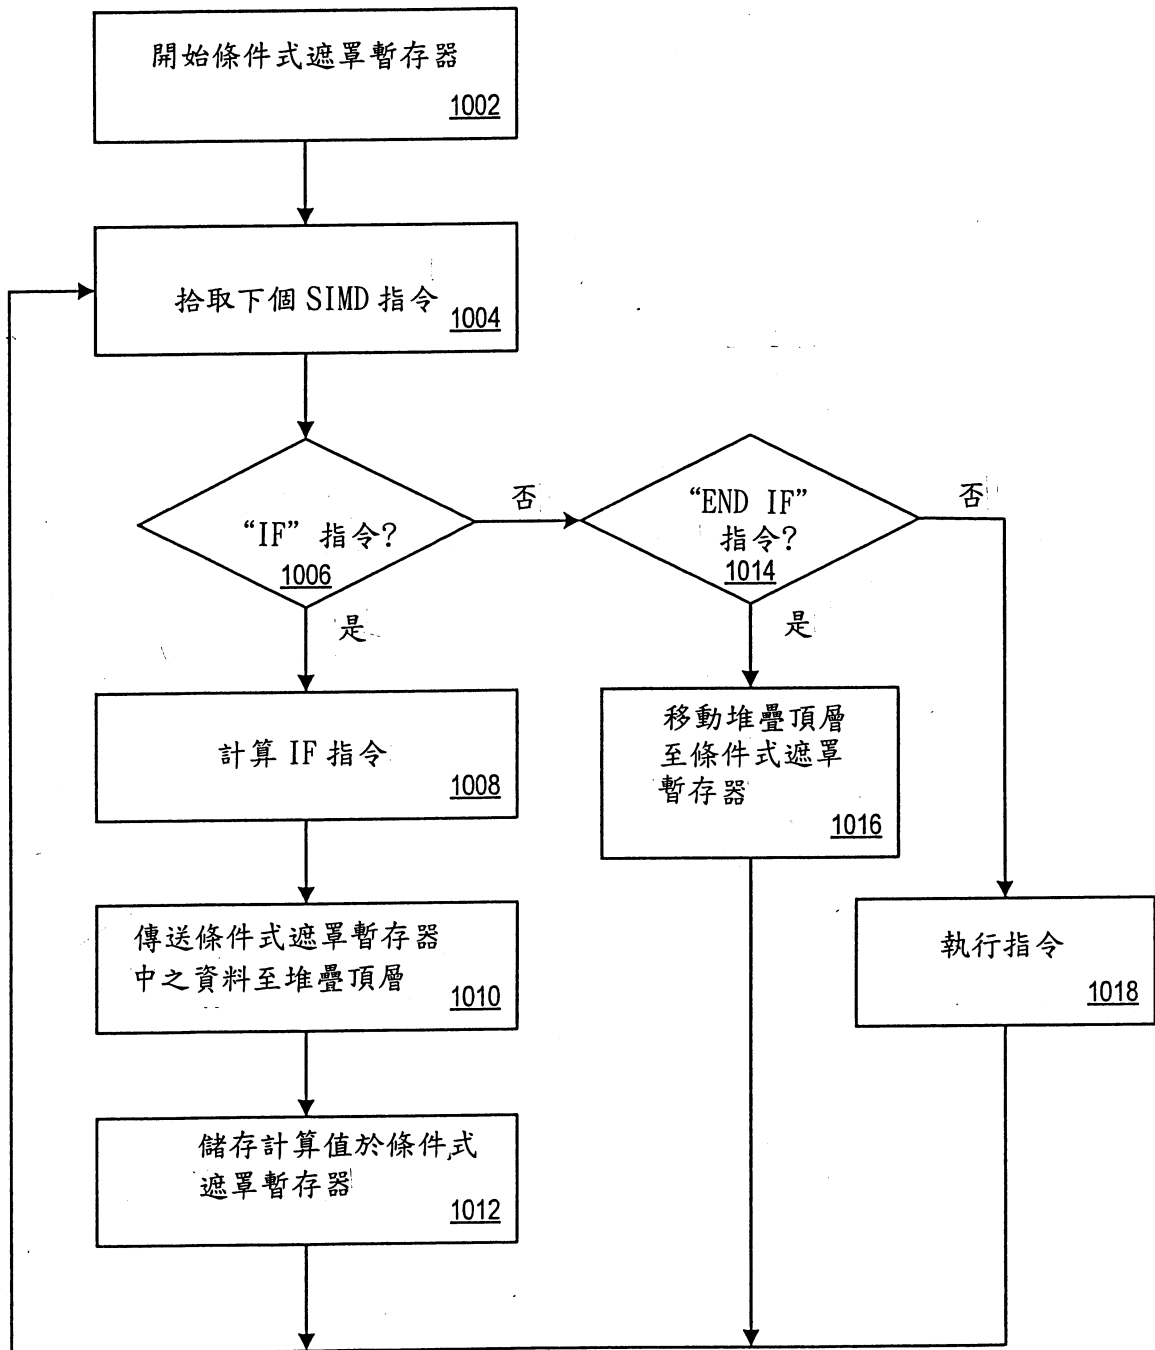 開始條件式遮罩暫存器
1002
拾取下個 SIMD 指令
1004
“IF” 指令?
1006
否
“END IF”
指令?
1014
否
是
是
計算 IF 指令
1008
移動堆疊頂層
至條件式遮罩
暫存器
1016
傳送條件式遮罩暫存器
中之資料至堆疊頂層
1010
執行指令
1018
儲存計算值於條件式
遮罩暫存器
1012